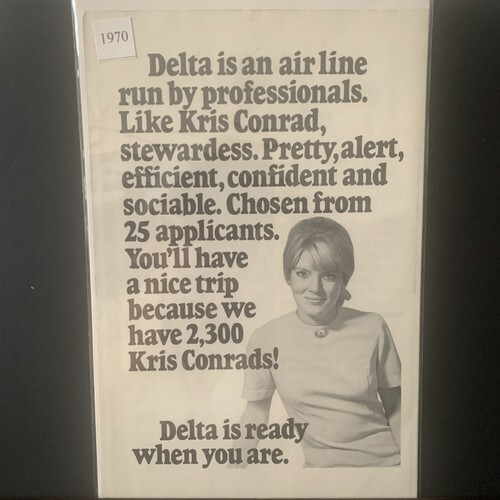 1970
Delta is an air line
run by professionals.
Like Kris Conrad,
stewardess. Pretty, alert,
efficient, confident and
sociable. Chosen from
25 applicants.
You'll have
a nice trip
because we
have 2,300
Kris Conrads!
Delta is ready
when you are.